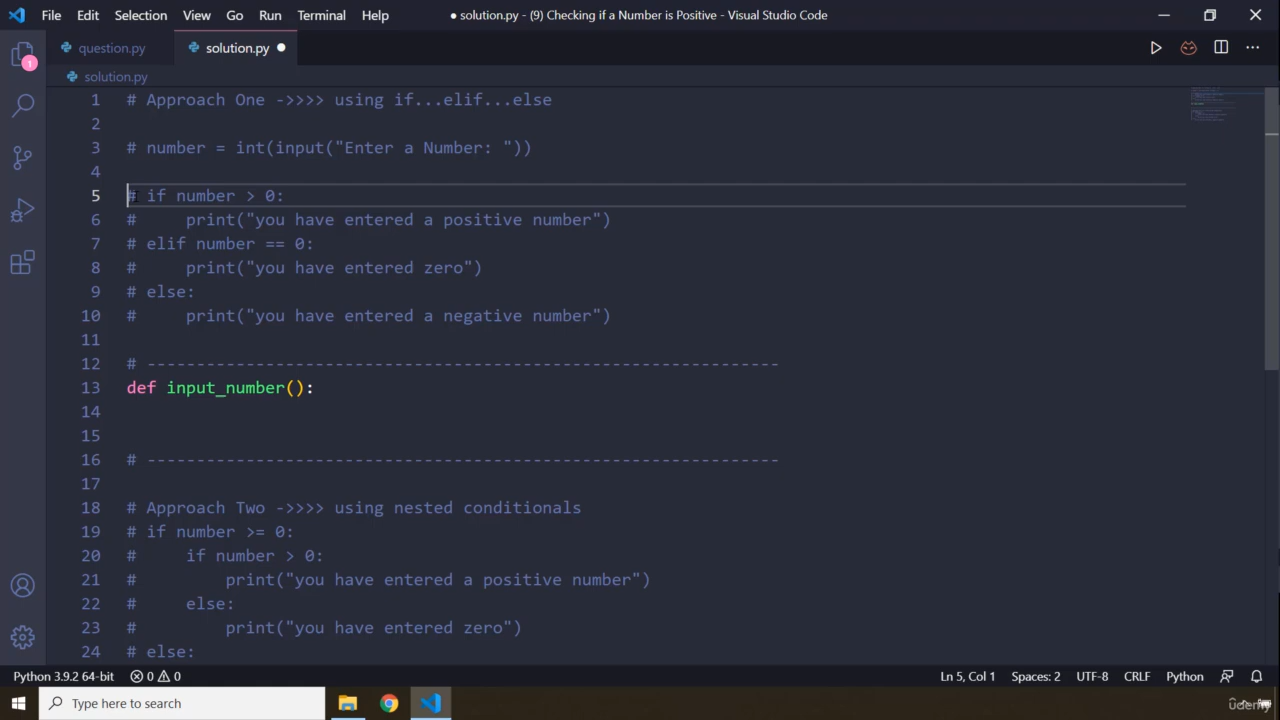 File Edit Selection View Go Run Terminal Help ● solution.py - (9) Checking if a Number is Positive - Visual Studio Code
question.py solution.py
solution.py
1 # Approach One ->>>> using if...elif...else
2
3 # number = int(input("Enter a Number: "))
4
5 # if number > 0:
6 #     print("you have entered a positive number")
7 # elif number == 0:
8 #     print("you have entered zero")
9 # else:
10 #     print("you have entered a negative number")
11
12 # ----------------------------------------------------------------
13 def input_number():
14
15
16 # ----------------------------------------------------------------
17
18 # Approach Two ->>>> using nested conditionals
19 # if number >= 0:
20 #     if number > 0:
21 #         print("you have entered a positive number")
22 #     else:
23 #         print("you have entered zero")
24 # else:
1
Python 3.9.2 64-bit 0 0 Ln 5, Col 1 Spaces: 2 UTF-8 CRLF Python
Type here to search
udemy